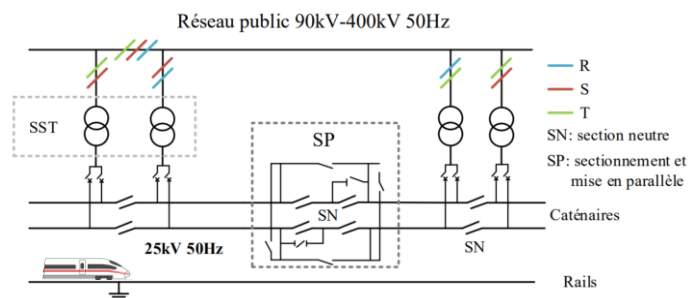 Réseau public 90kV-400kV 50Hz
R
S
T
SST
SN: section neutre
SP
SP: sectionnement et
mise en parallèle
SN
Caténaires
25kV 50Hz
SN
Rails